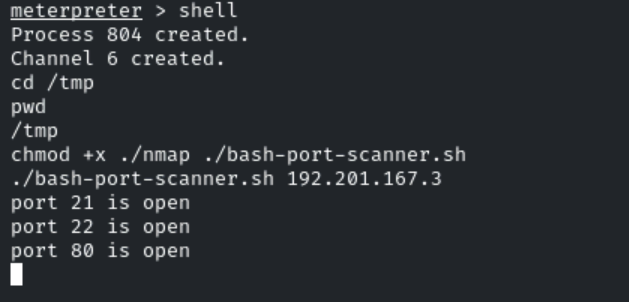 meterpreter > shell
Process 804 created.
Channel 6 created.
cd /tmp
pwd
/tmp
chmod +x ./nmap ./bash-port-scanner.sh
./bash-port-scanner.sh 192.201.167.3
port 21 is open
port 22 is open
port 80 is open